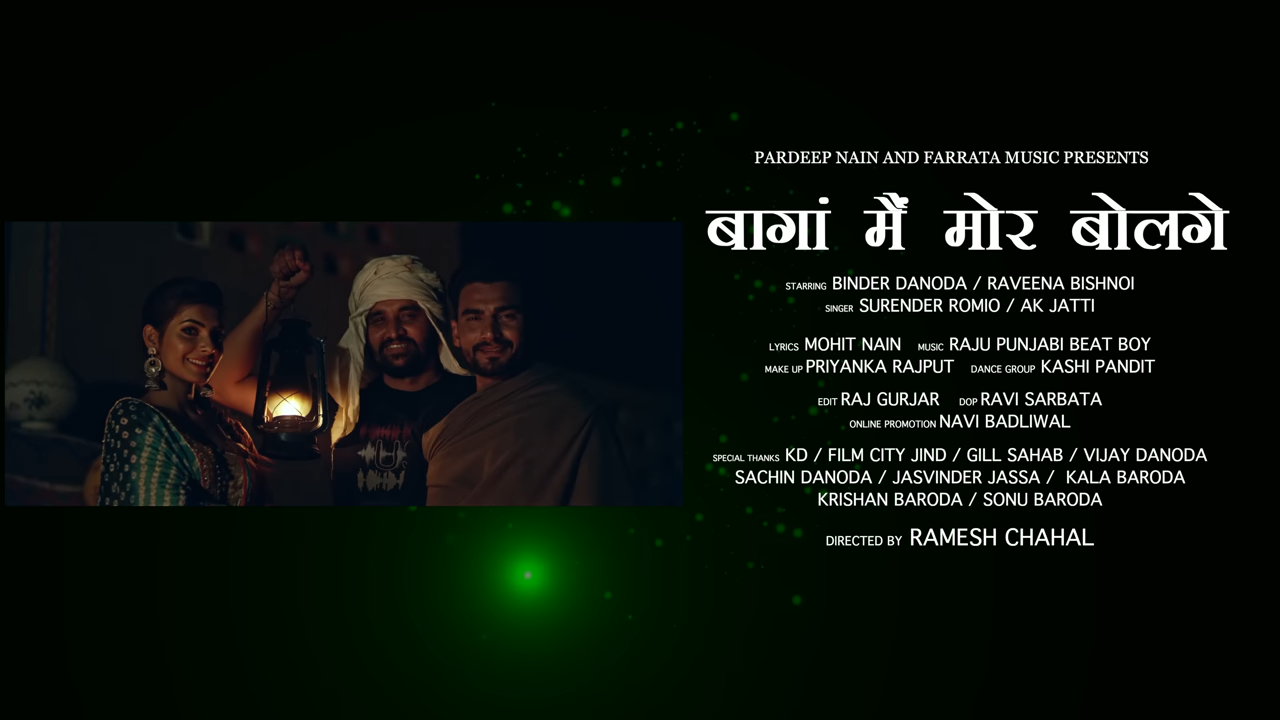 PARDEEP NAIN AND FARRATA MUSIC PRESENTS
बागां मैं मोर बोलगे
STARRING BINDER DANODA / RAVEENA BISHNOI
SINGER SURENDER ROMIO / AK JATTI
LYRICS MOHIT NAIN MUSIC RAJU PUNJABI BEAT BOY
MAKE UP PRIYANKA RAJPUT DANCE GROUP KASHI PANDIT
EDIT RAJ GURJAR DOP RAVI SARBATA
ONLINE PROMOTION NAVI BADLIWAL
SPECIAL THANKS KD / FILM CITY JIND / GILL SAHAB / VIJAY DANODA
SACHIN DANODA / JASVINDER JASSA / KALA BARODA
KRISHAN BARODA / SONU BARODA
DIRECTED BY RAMESH CHAHAL